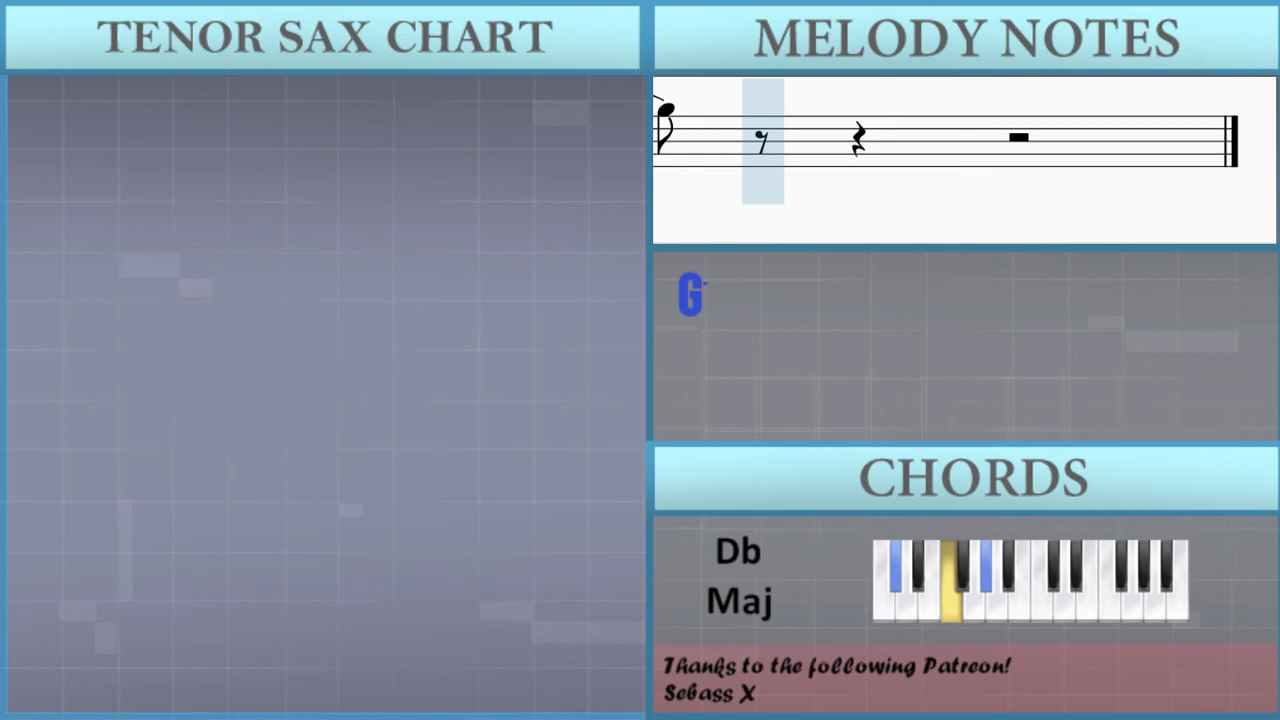 TENOR SAX CHART
MELODY NOTES
G-
CHORDS
Db
Maj
Thanks to the following Patreon!
Sebass X